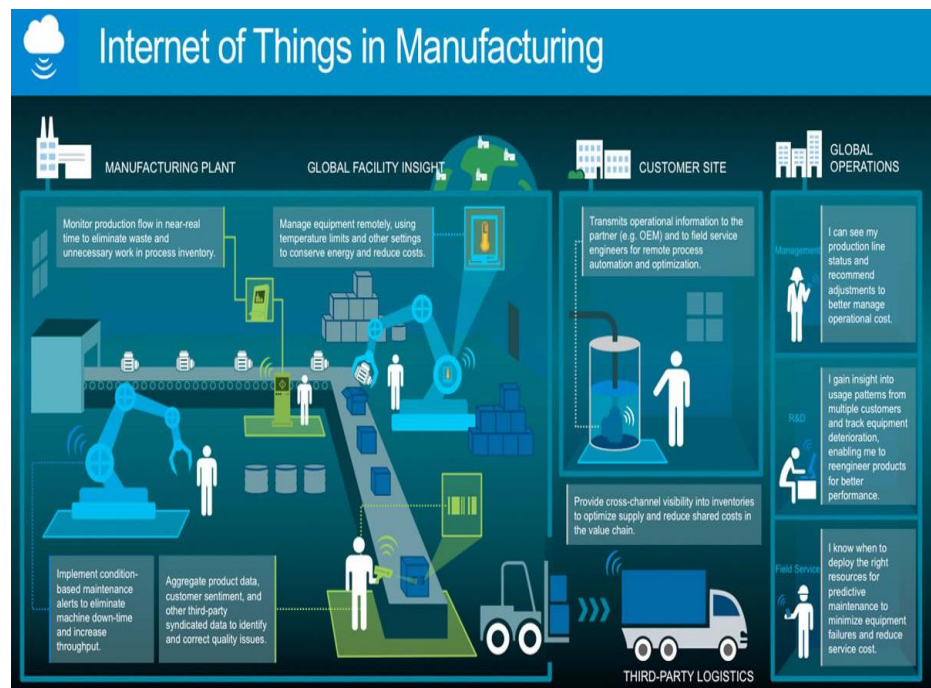 Internet of Things in Manufacturing
MANUFACTURING PLANT
GLOBAL FACILITY INSIGHT
Monitor production flow in near-real
time to eliminate waste and
unnecessary work in process inventory.
Manage equipment remotely, using
temperature limits and other settings
to conserve energy and reduce costs.
Implement condition-
based maintenance
alerts to eliminate
machine down-time
and increase
throughput.
Aggregate product data,
customer sentiment, and
other third-party
syndicated data to identify
and correct quality issues.
CUSTOMER SITE
Transmits operational information to the
partner (e.g. OEM) and to field service
engineers for remote process
automation and optimization.
Provide cross-channel visibility into inventories
to optimize supply and reduce shared costs in
the value chain.
THIRD-PARTY LOGISTICS
GLOBAL
OPERATIONS
Management
I can see my
production line
status and
recommend
adjustments to
better manage
operational cost.
R&D
I gain insight into
usage patterns from
multiple customers
and track equipment
deterioration,
enabling me to
reengineer products
for better
performance.
Field Service
I know when to
deploy the right
resources for
predictive
maintenance to
minimize equipment
failures and reduce
service cost.